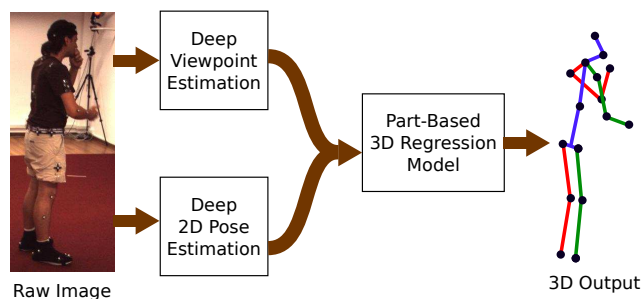 Deep
Viewpoint
Estimation
Part-Based
3D Regression
Model
Deep
2D Pose
Estimation
Raw Image
3D Output